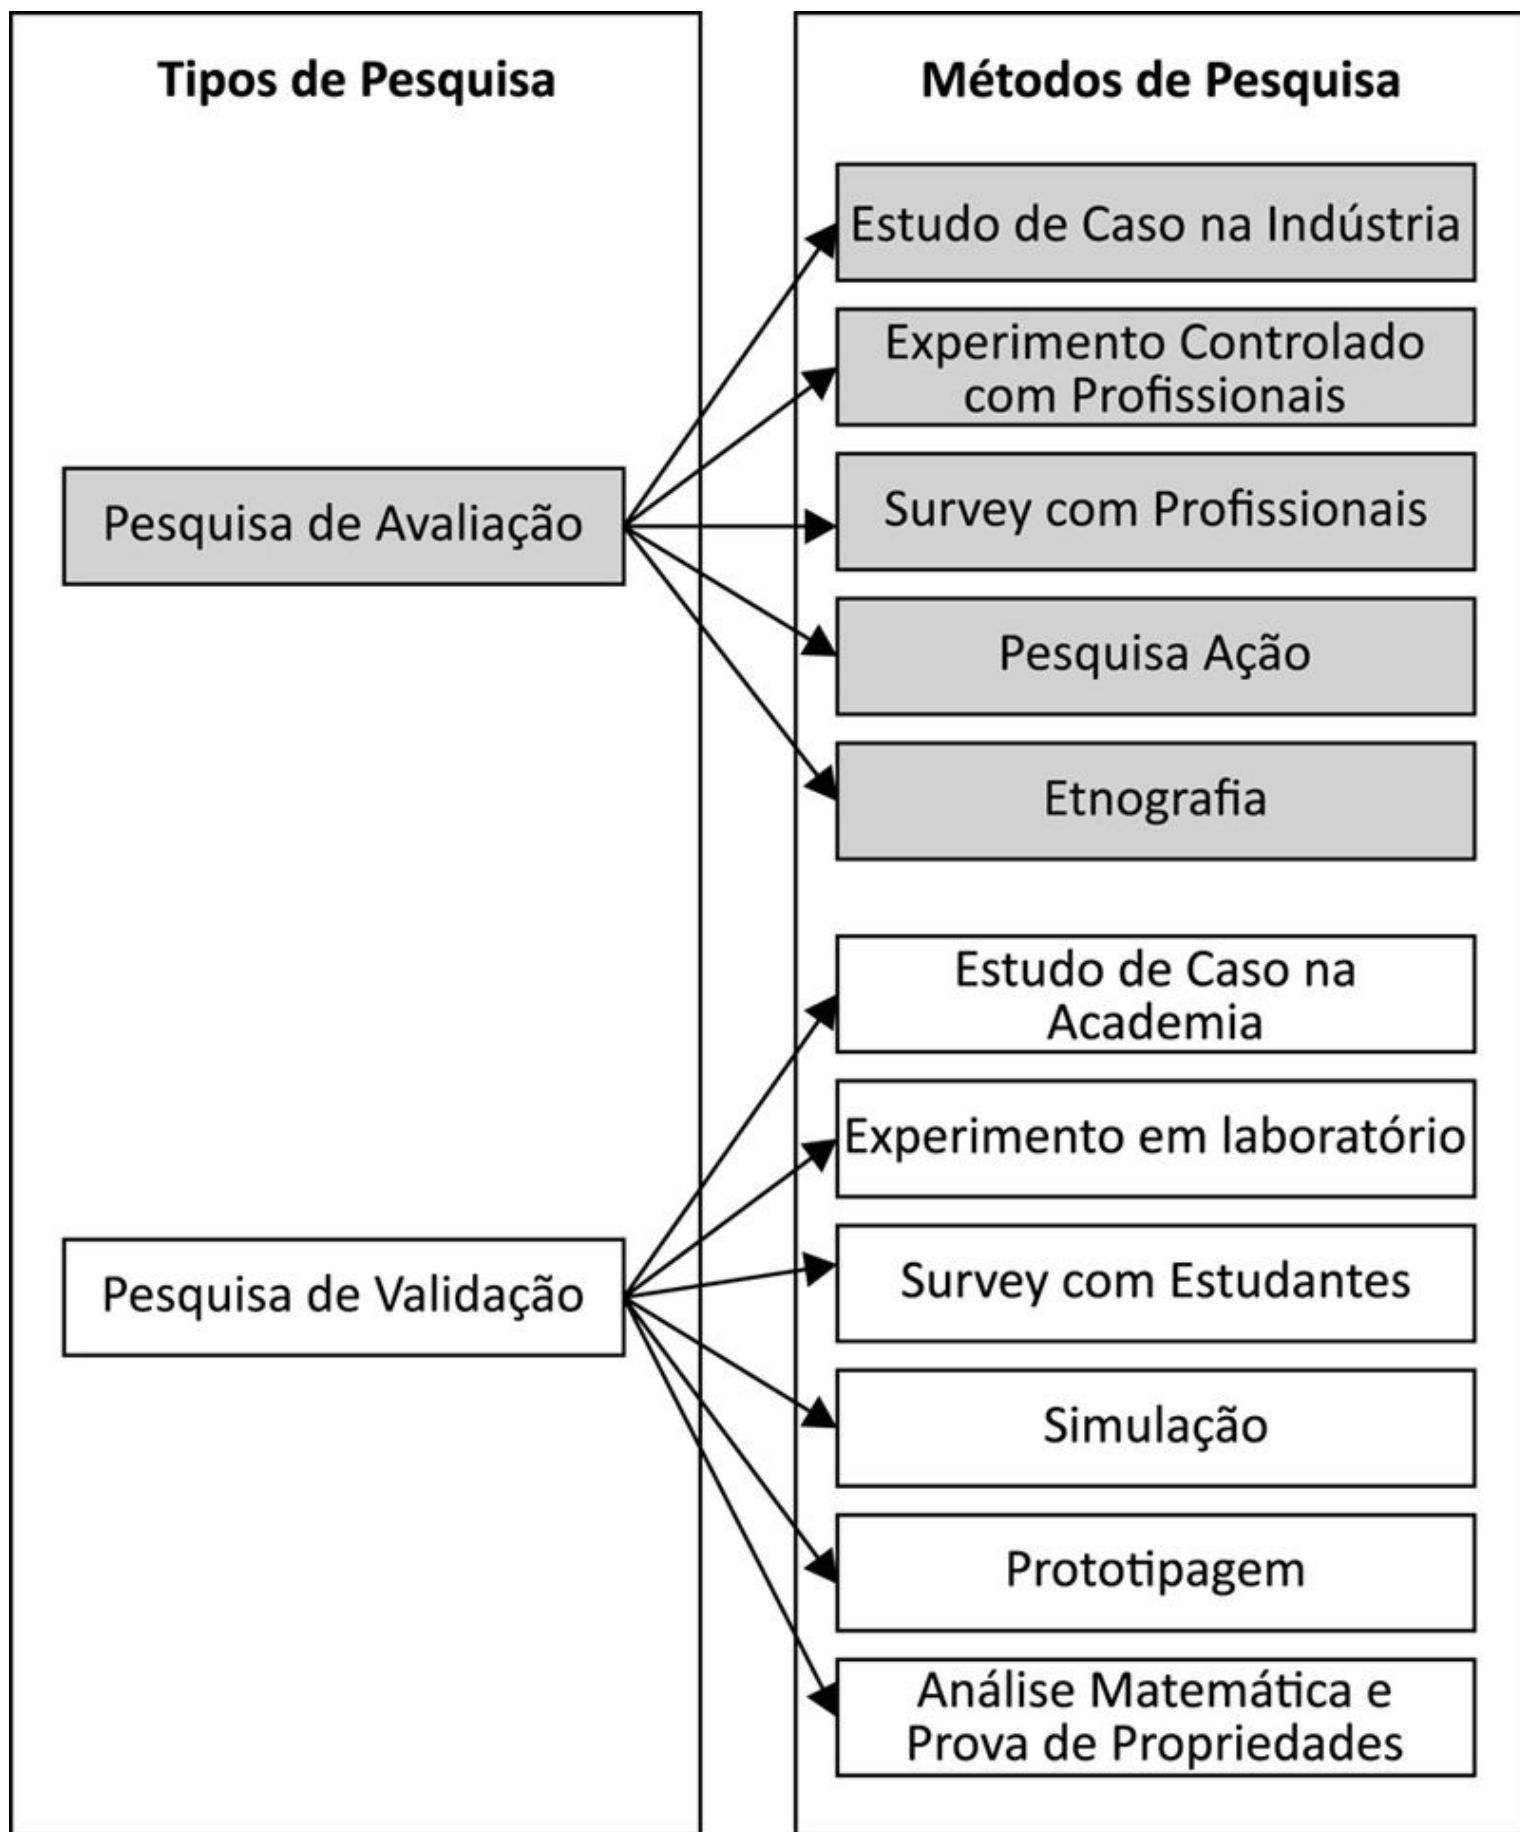 Tipos de Pesquisa
Pesquisa de Avaliação
Pesquisa de Validação
Métodos de Pesquisa
Estudo de Caso na Indústria
Experimento Controlado
com Profissionais
Survey com Profissionais
Pesquisa Ação
Etnografia
Estudo de Caso na
Academia
Experimento em laboratório
Survey com Estudantes
Simulação
Prototipagem
Análise Matemática e
Prova de Propriedades